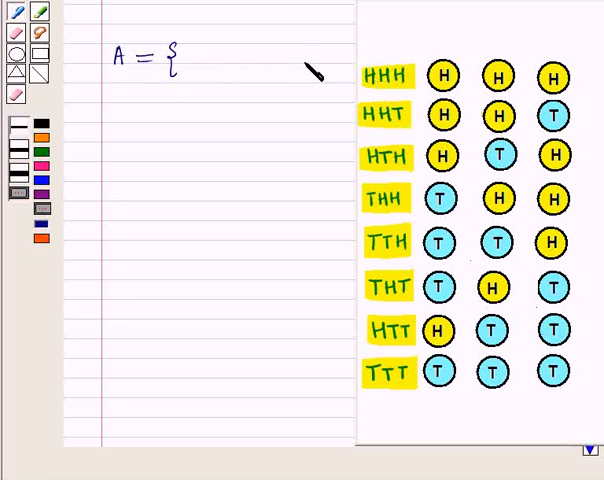 A = {
HHH H H H
HHT H H T
HTH H T H
THH T H H
TTH T T H
THT T H T
HTT H T T
TTT T T T